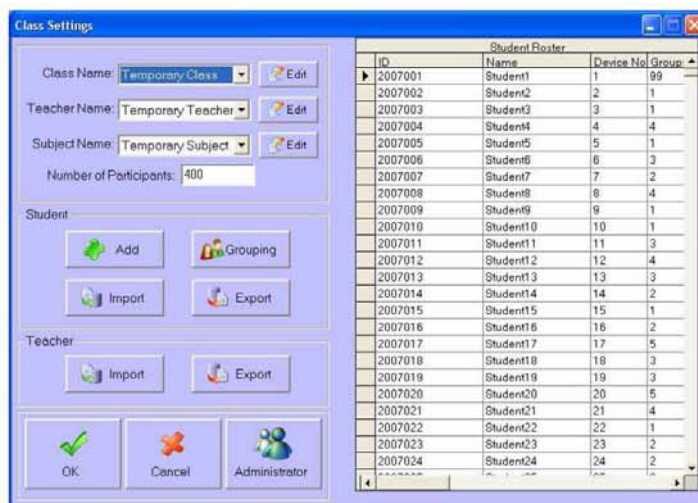 Class Settings
Class Name: Temporary Class Edit
Teacher Name: Temporary Teacher Edit
Subject Name: Temporary Subject Edit
Number of Participants: 400
Student
Add Grouping
Import Export
Teacher
Import Export
OK Cancel Administrator
Student Roster
ID Name Device No Group
2007001 Student1 1 99
2007002 Student2 2 1
2007003 Student3 3 1
2007004 Student4 4 4
2007005 Student5 5 1
2007006 Student6 6 3
2007007 Student7 7 2
2007008 Student8 8 4
2007009 Student9 9 1
2007010 Student10 10 1
2007011 Student11 11 3
2007012 Student12 12 4
2007013 Student13 13 3
2007014 Student14 14 2
2007015 Student15 15 1
2007016 Student16 16 2
2007017 Student17 17 5
2007018 Student18 18 3
2007019 Student19 19 3
2007020 Student20 20 5
2007021 Student21 21 4
2007022 Student22 22 1
2007023 Student23 23 2
2007024 Student24 24 2